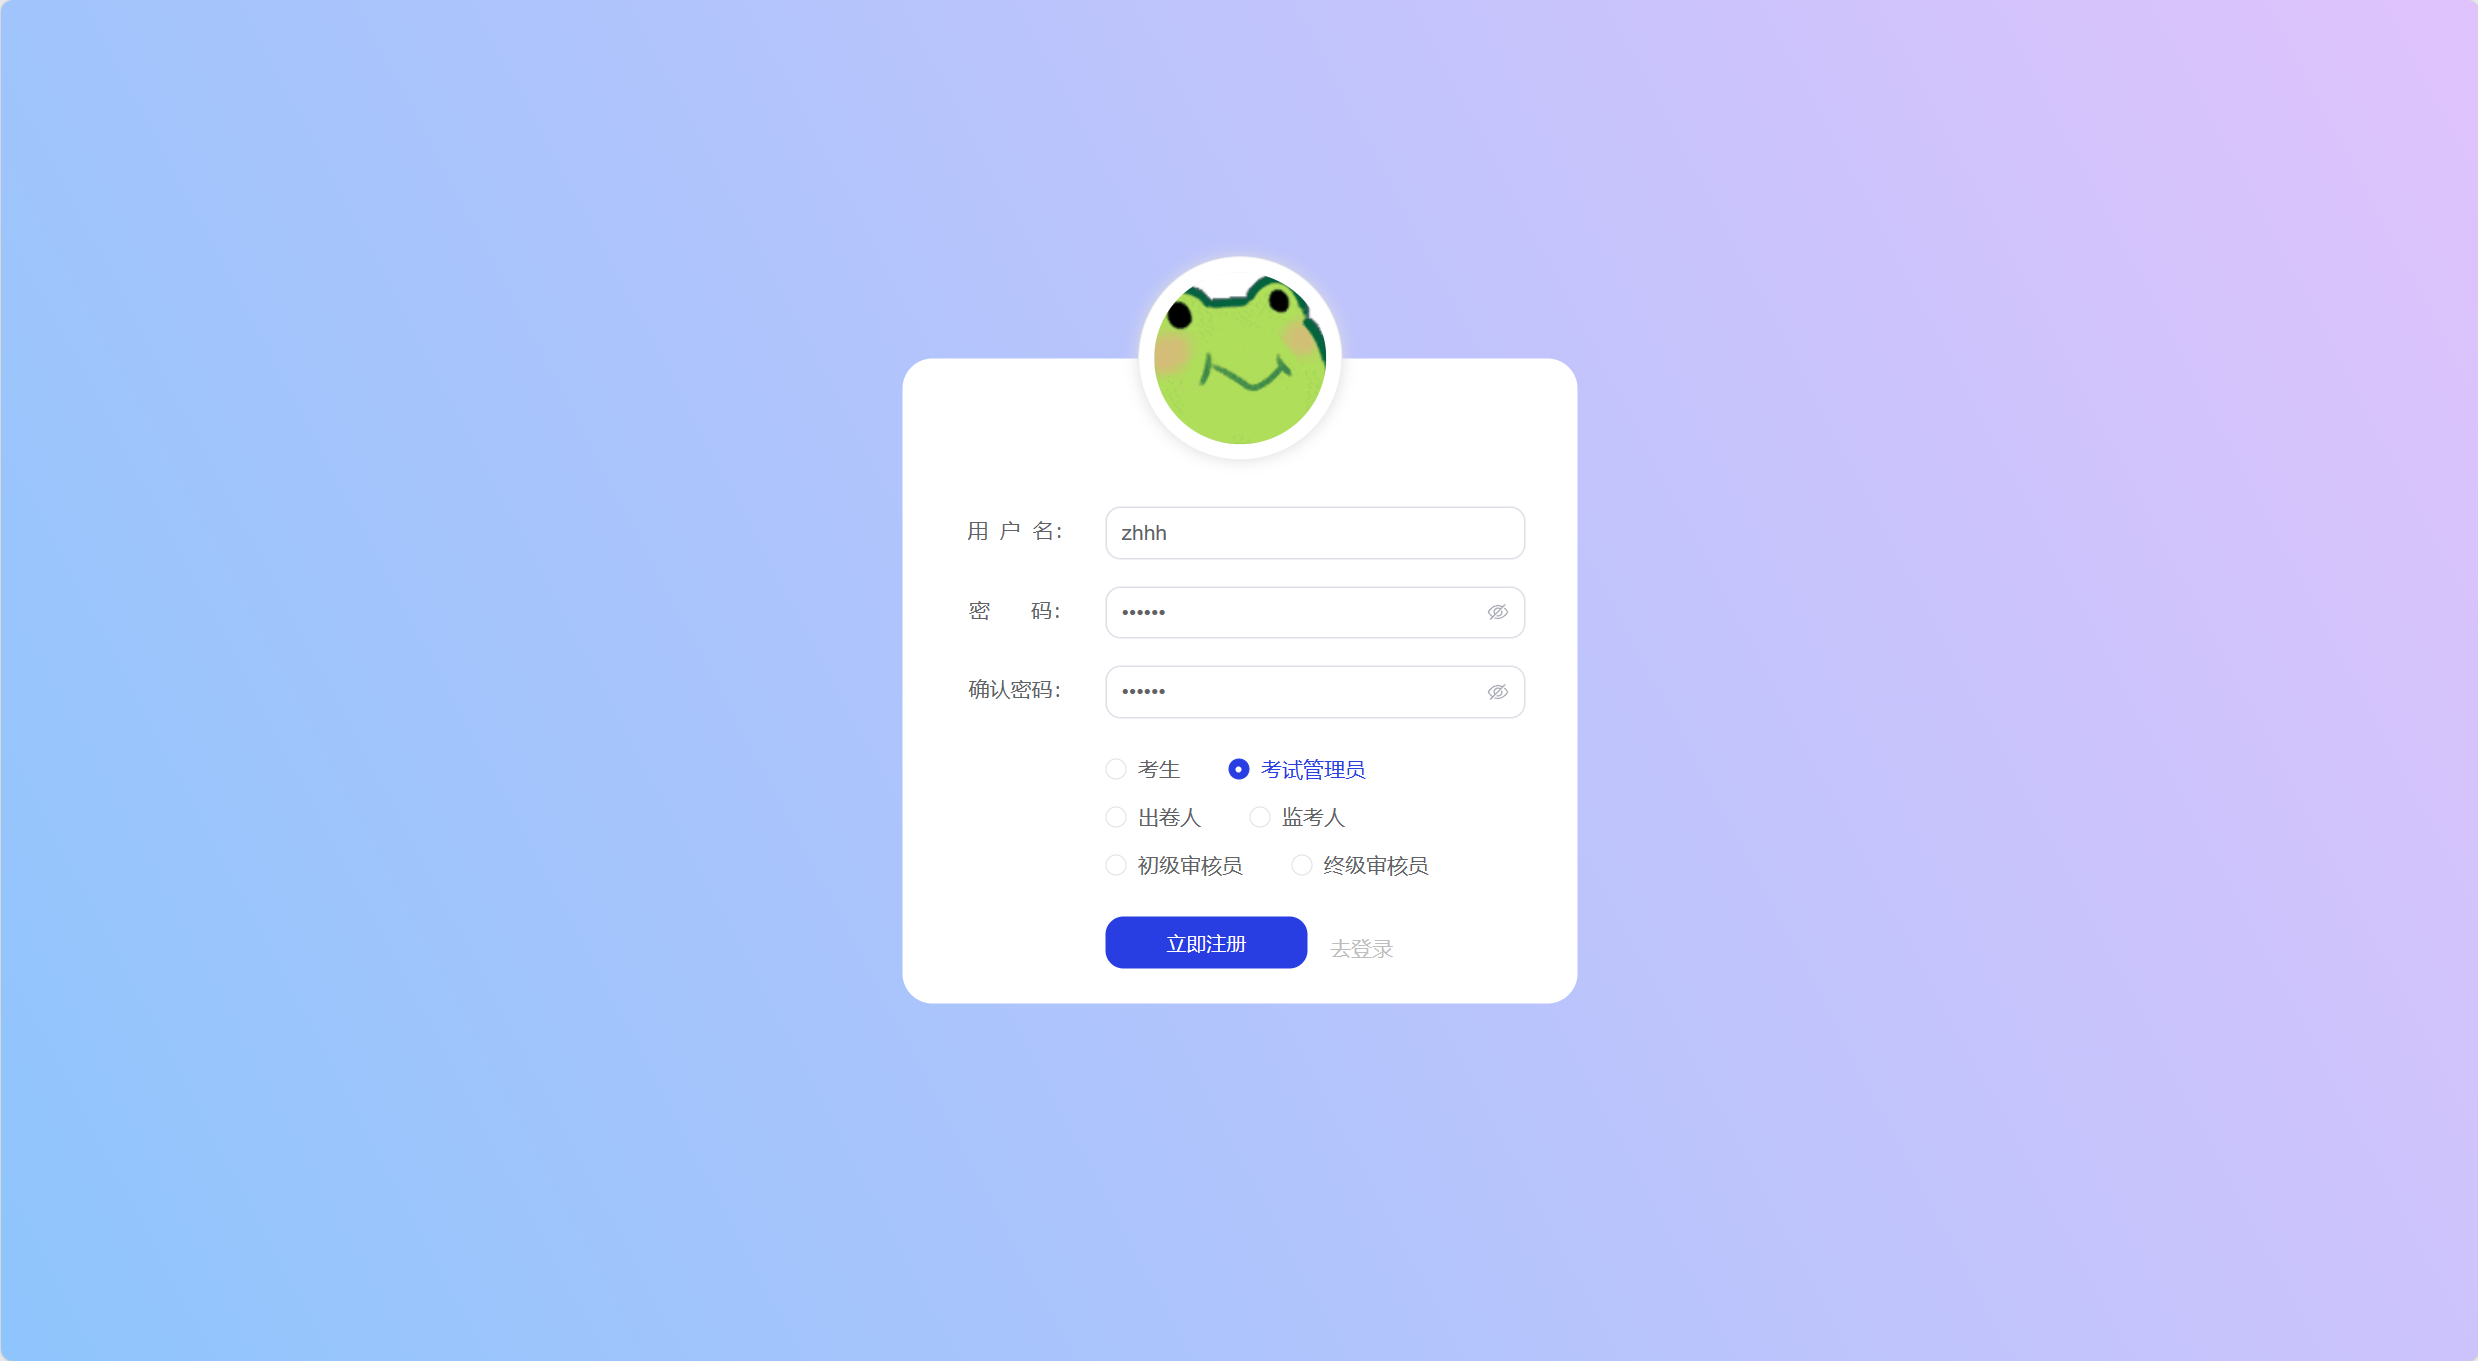 用 户 名：
zhhh
密 码：
••••••
确认密码：
••••••
考生 考试管理员
出卷人 监考人
初级审核员 终级审核员
立即注册 去登录